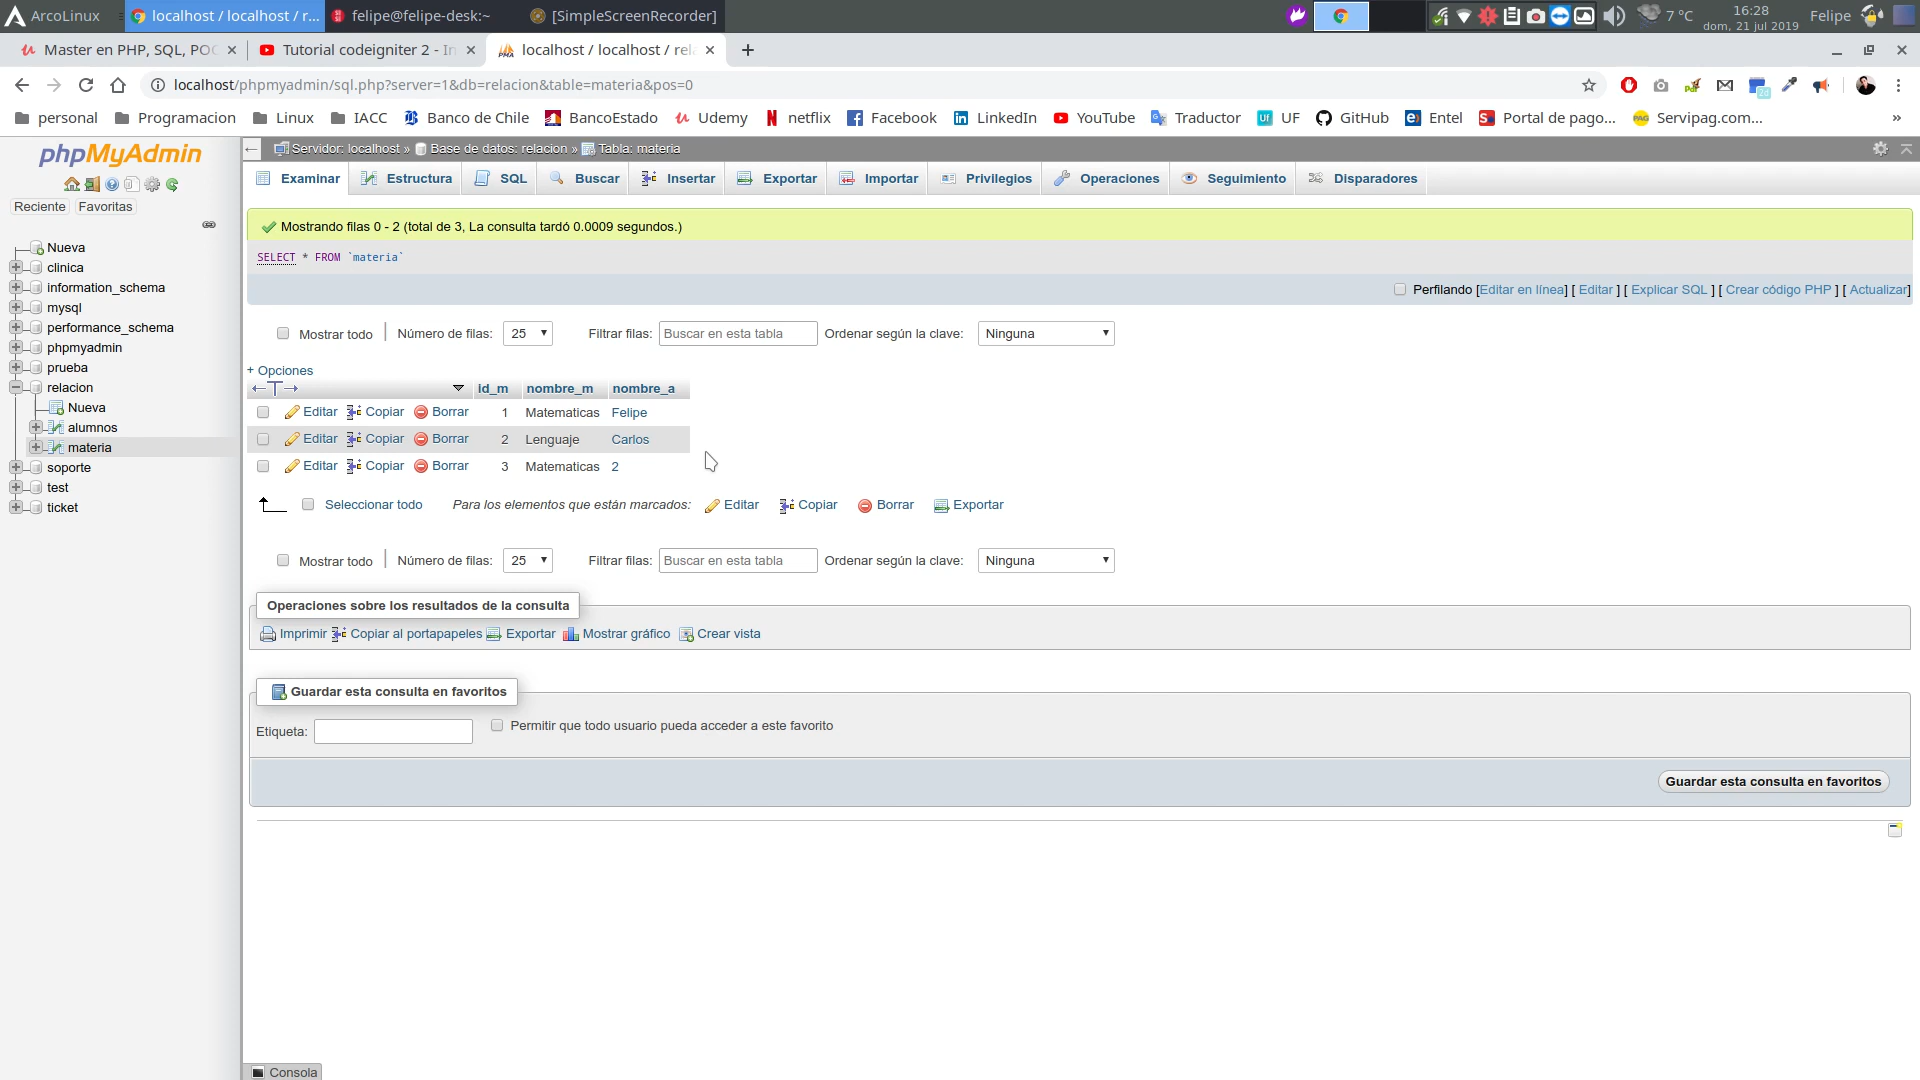 ArcoLinux localhost / localhost / r... felipe@felipe-desk:~ [SimpleScreenRecorder] 7 °C 16:28 dom, 21 jul 2019 Felipe
Master en PHP, SQL, POO Tutorial codeigniter 2 - In localhost / localhost / rel
localhost/phpmyadmin/sql.php?server=1&db=relacion&table=materia&pos=0
personal Programacion Linux IACC Banco de Chile BancoEstado Udemy netflix Facebook LinkedIn YouTube Traductor UF GitHub Entel Portal de pago... Servipag.com... »
phpMyAdmin
Reciente Favoritas
Nueva
clinica
information_schema
mysql
performance_schema
phpmyadmin
prueba
relacion
Nueva
alumnos
materia
soporte
test
ticket
Servidor: localhost » Base de datos: relacion » Tabla: materia
Examinar Estructura SQL Buscar Insertar Exportar Importar Privilegios Operaciones Seguimiento Disparadores
Mostrando filas 0 - 2 (total de 3, La consulta tardó 0.0009 segundos.)
SELECT * FROM `materia`
Perfilando [Editar en línea] [ Editar ] [ Explicar SQL ] [ Crear código PHP ] [ Actualizar]
Mostrar todo Número de filas: 25 Filtrar filas: Buscar en esta tabla Ordenar según la clave: Ninguna
+ Opciones
←T→ id_m nombre_m nombre_a
Editar Copiar Borrar 1 Matematicas Felipe
Editar Copiar Borrar 2 Lenguaje Carlos
Editar Copiar Borrar 3 Matematicas 2
Seleccionar todo Para los elementos que están marcados: Editar Copiar Borrar Exportar
Mostrar todo Número de filas: 25 Filtrar filas: Buscar en esta tabla Ordenar según la clave: Ninguna
Operaciones sobre los resultados de la consulta
Imprimir Copiar al portapapeles Exportar Mostrar gráfico Crear vista
Guardar esta consulta en favoritos
Etiqueta: Permitir que todo usuario pueda acceder a este favorito
Guardar esta consulta en favoritos
Consola